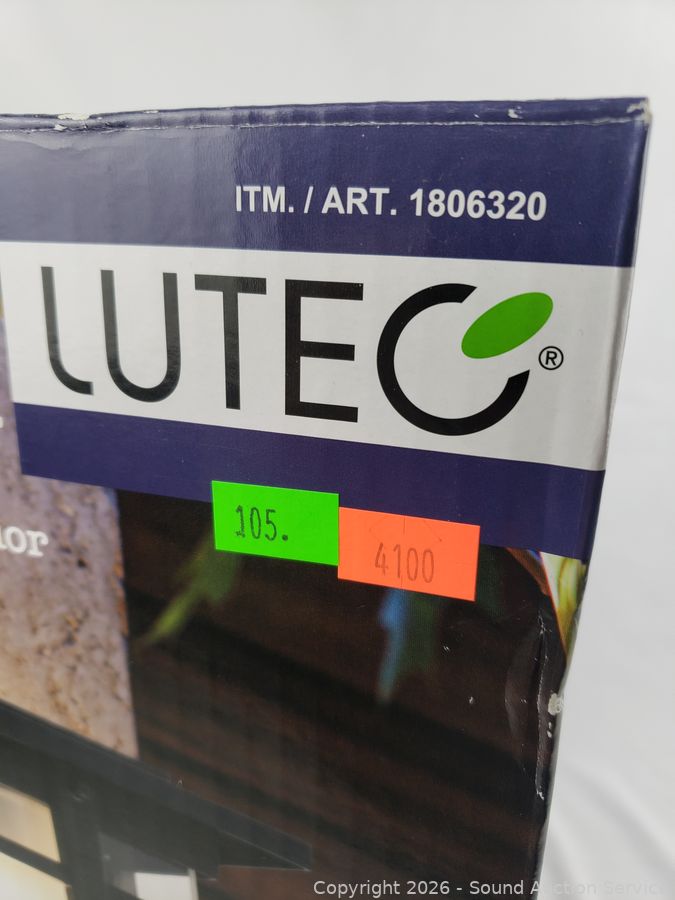 ITM. / ART. 1806320
LUTEC®
105.
4100
Copyright 2026 - Sound Auction Service